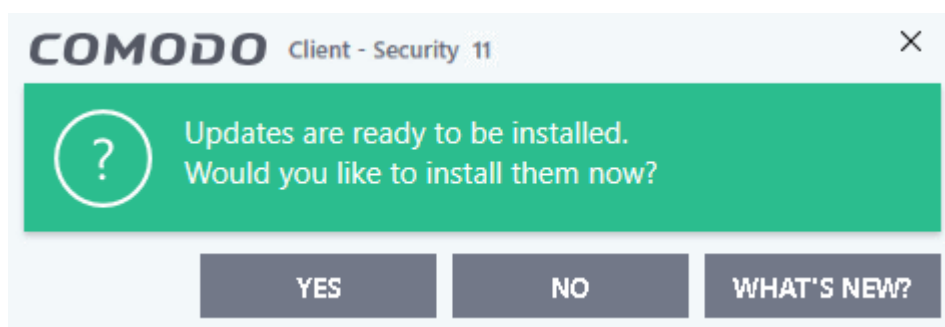 COMODO Client - Security 11
?
Updates are ready to be installed.
Would you like to install them now?
YES NO WHAT'S NEW?